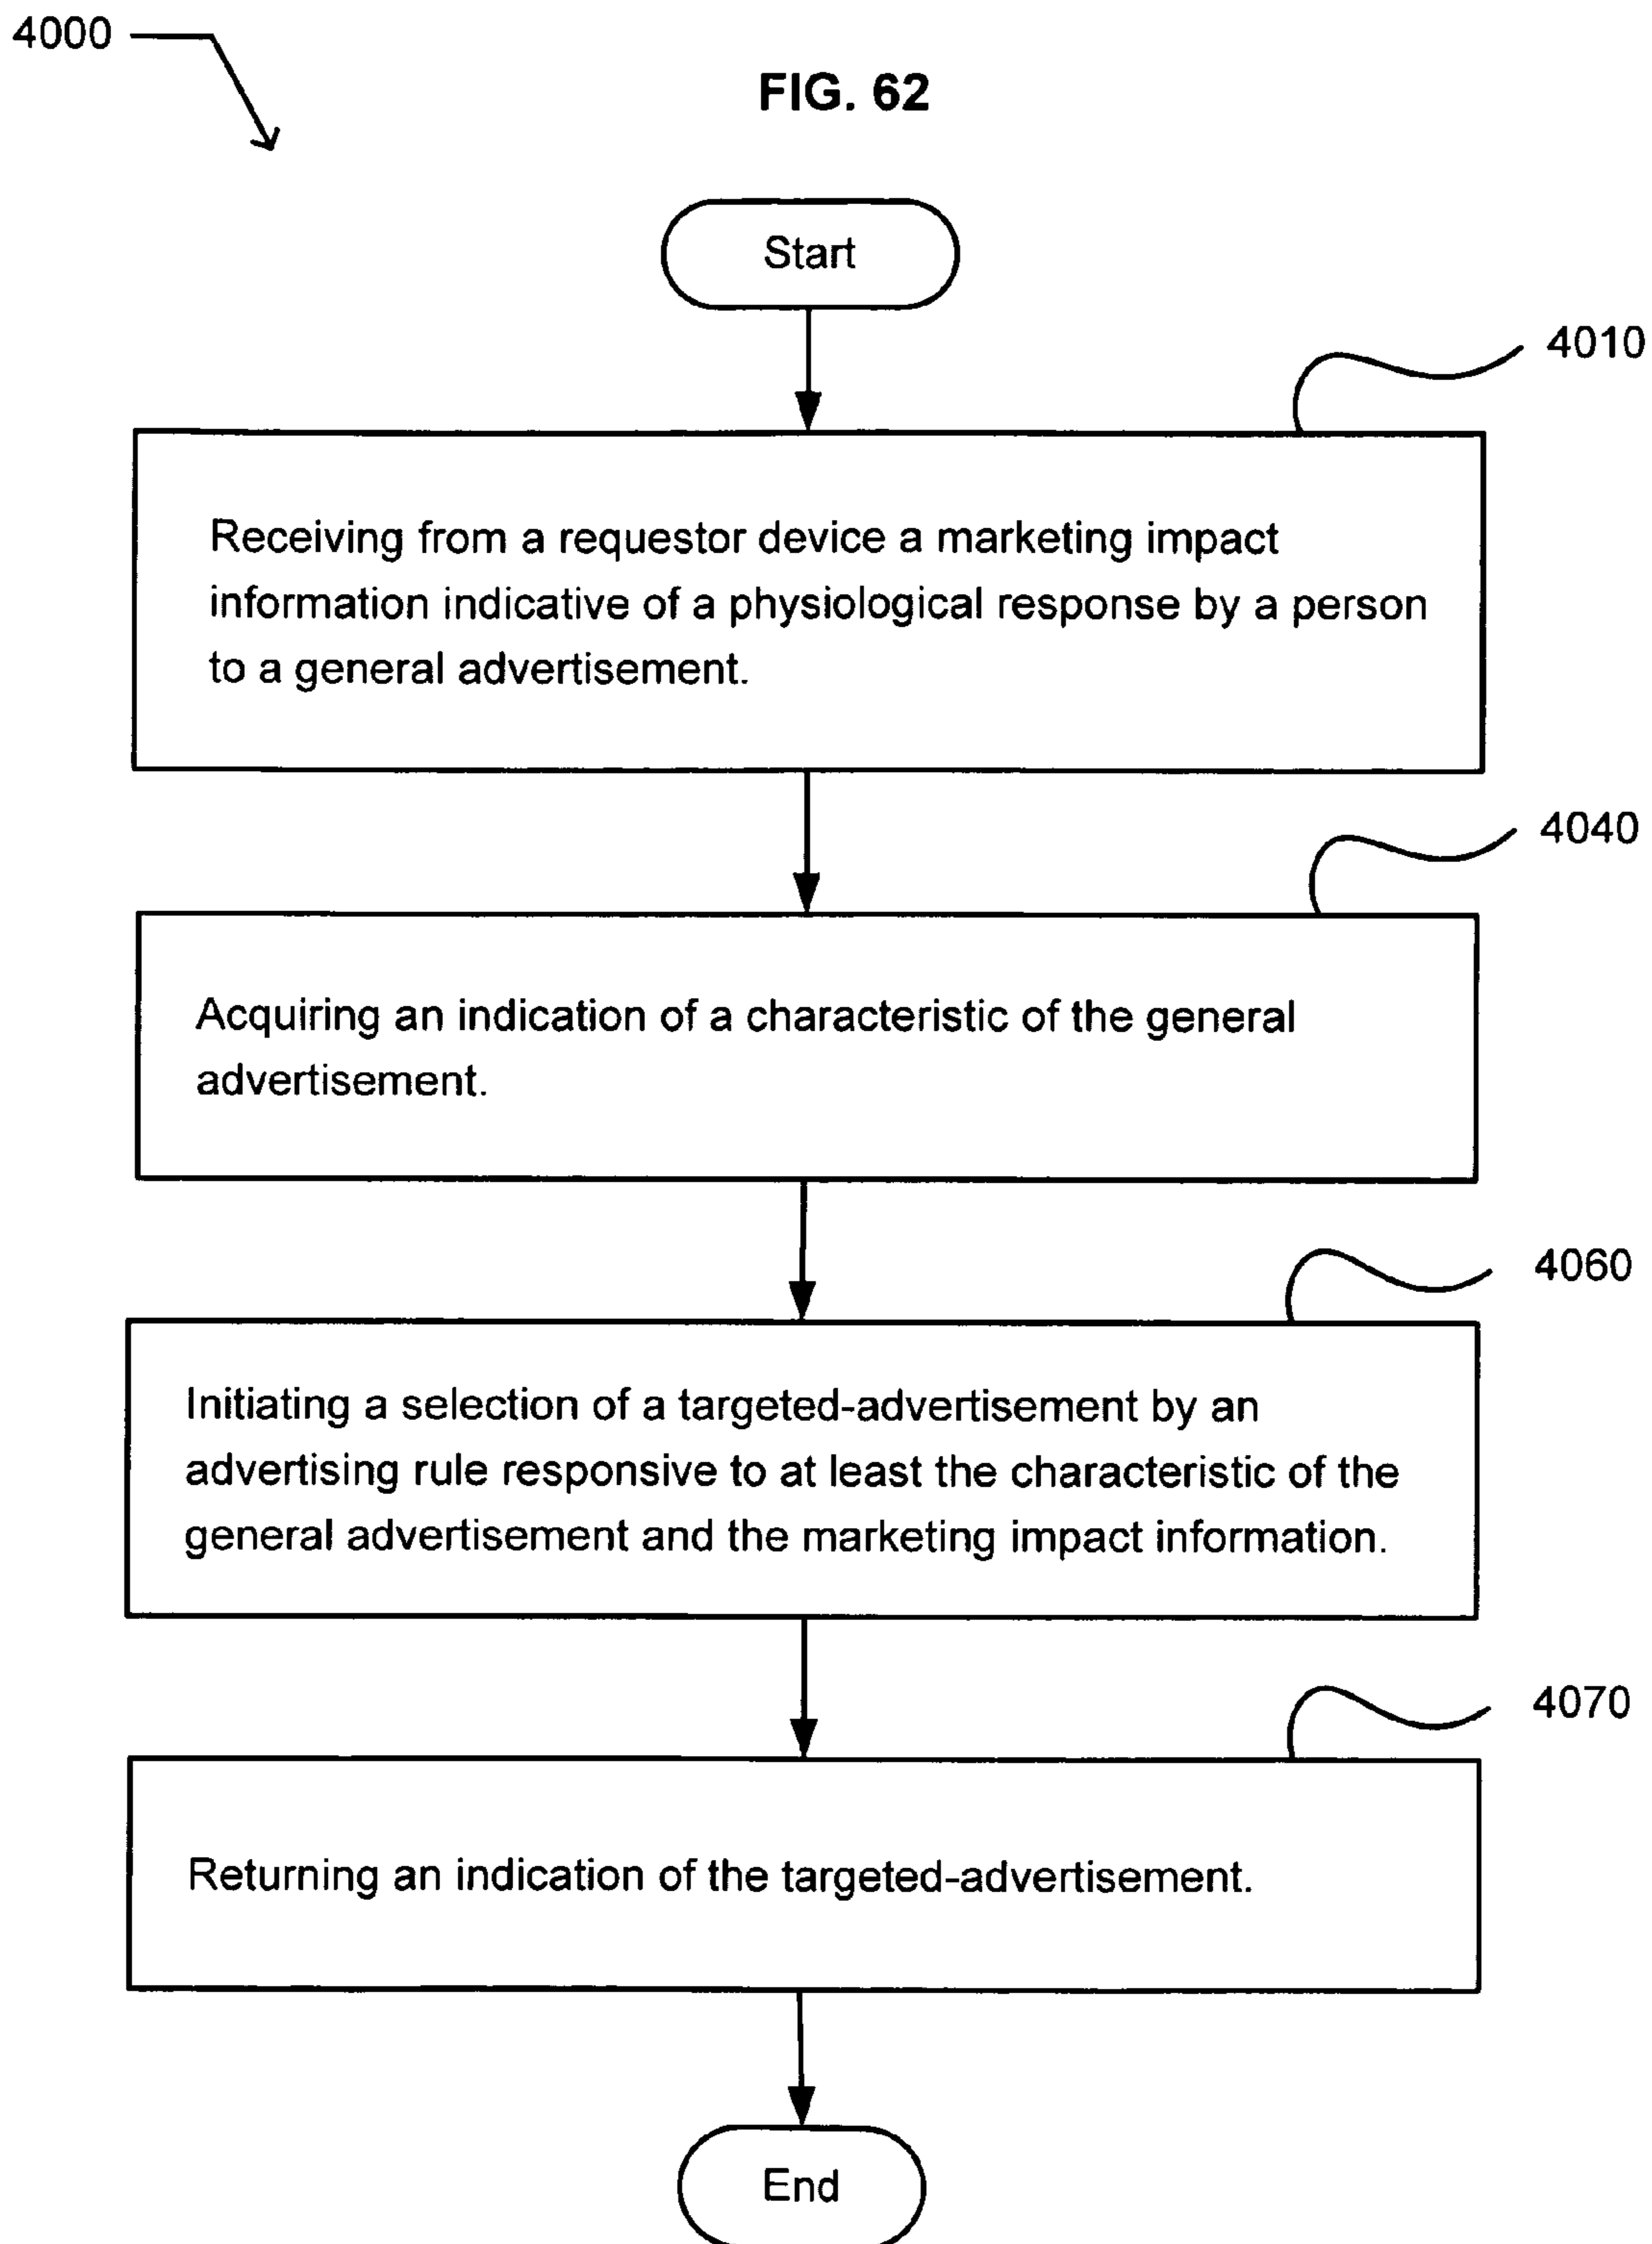 4000
FIG. 62
Start
4010
Receiving from a requestor device a marketing impact
information indicative of a physiological response by a person
to a general advertisement.
4040
Acquiring an indication of a characteristic of the general
advertisement.
4060
Initiating a selection of a targeted-advertisement by an
advertising rule responsive to at least the characteristic of the
general advertisement and the marketing impact information.
4070
Returning an indication of the targeted-advertisement.
End